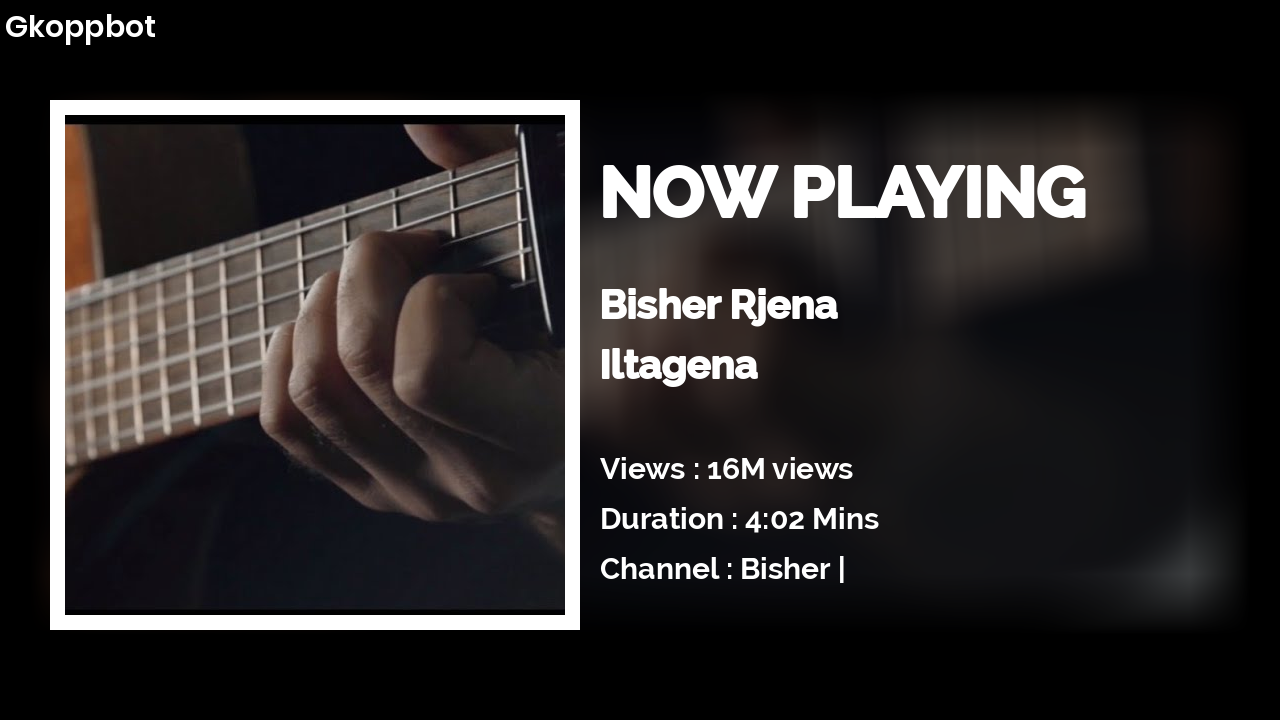 Gkoppbot
NOW PLAYING
Bisher Rjena
Iltagena
Views : 16M views
Duration : 4:02 Mins
Channel : Bisher |